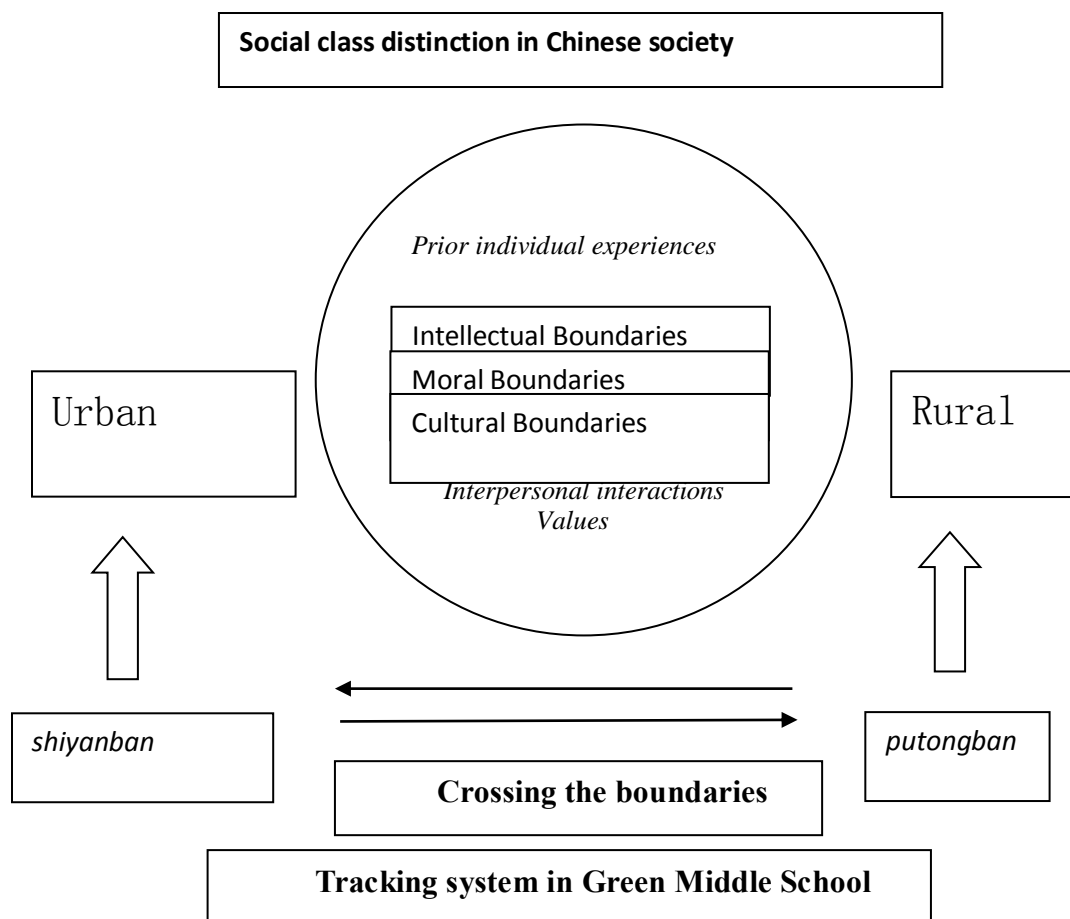 Social class distinction in Chinese society
Prior individual experiences
Intellectual Boundaries
Moral Boundaries
Cultural Boundaries
Urban
Rural
Interpersonal interactions
Values
shiyanban
putongban
Crossing the boundaries
Tracking system in Green Middle School